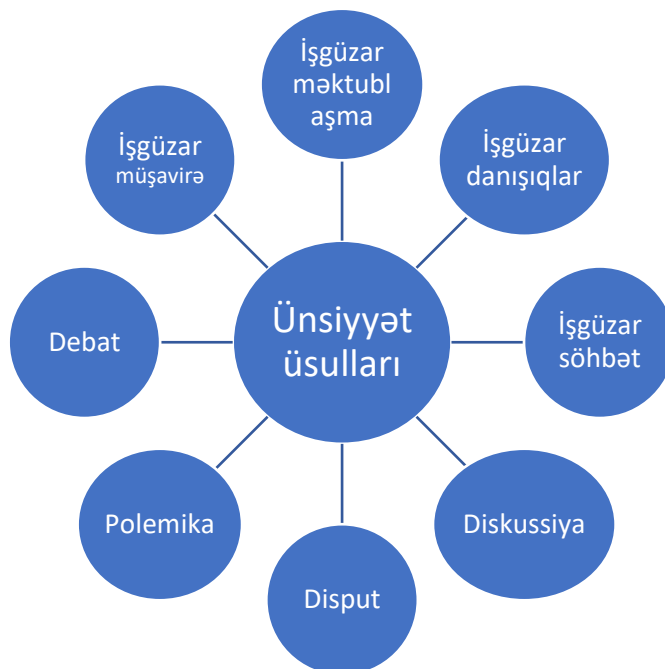 İşgüzar
məktubl
aşma
İşgüzar
danışıqlar
İşgüzar
söhbət
Diskussiya
Disput
Polemika
Debat
İşgüzar
müşavirə
Ünsiyyət
üsulları